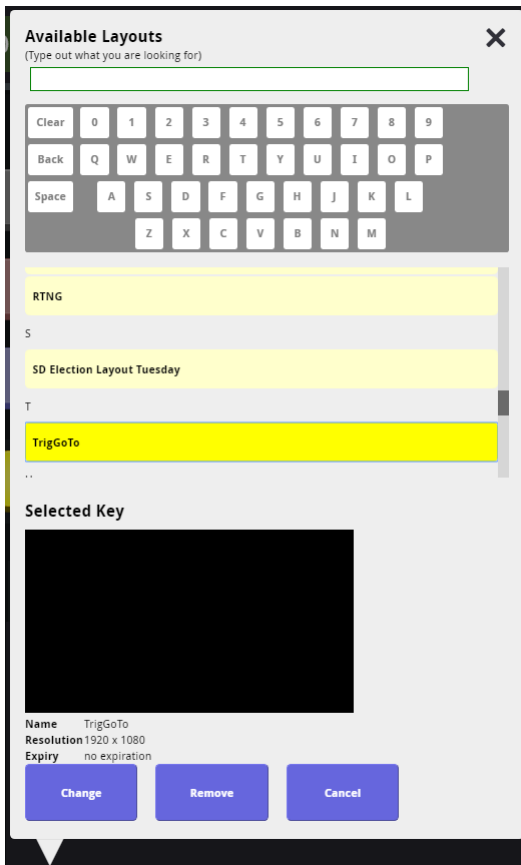 Available Layouts
(Type out what you are looking for)
Clear 0 1 2 3 4 5 6 7 8 9
Back Q W E R T Y U I O P
Space A S D F G H J K L
Z X C V B N M
RTNG
S
SD Election Layout Tuesday
T
TrigGoTo
Selected Key
Name TrigGoTo
Resolution 1920 x 1080
Expiry no expiration
Change Remove Cancel